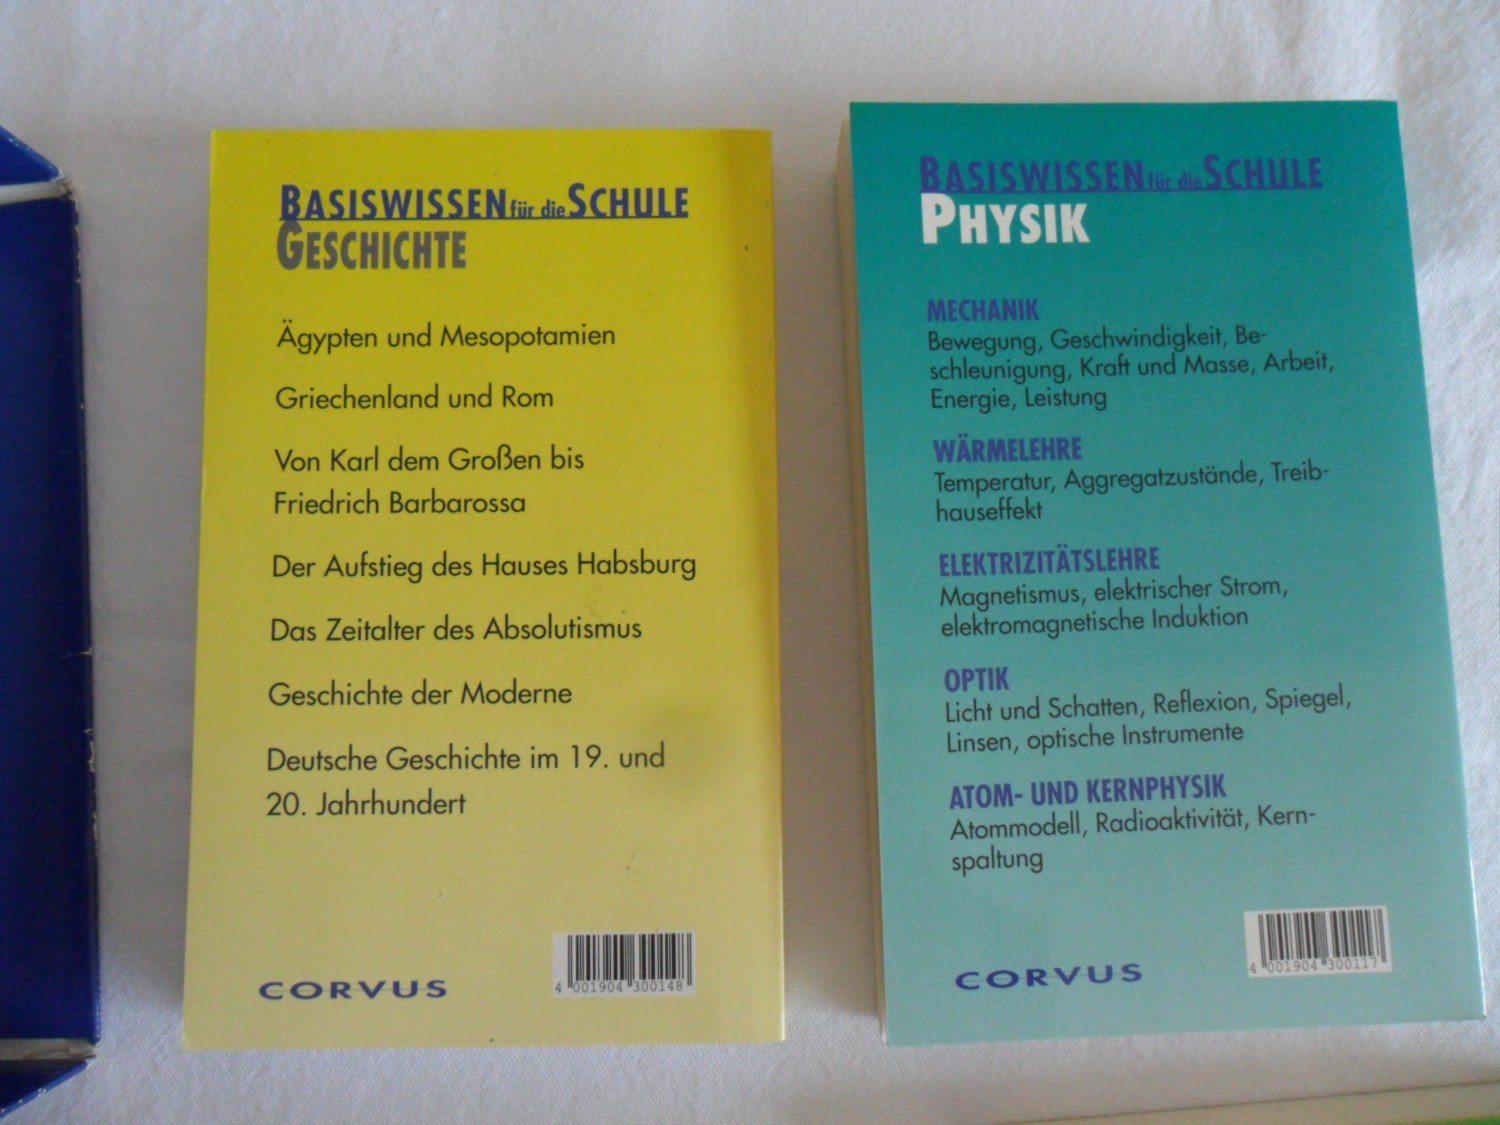 BASISWISSEN für die SCHULE
GESCHICHTE
Ägypten und Mesopotamien
Griechenland und Rom
Von Karl dem Großen bis
Friedrich Barbarossa
Der Aufstieg des Hauses Habsburg
Das Zeitalter des Absolutismus
Geschichte der Moderne
Deutsche Geschichte im 19. und
20. Jahrhundert
CORVUS
4 001904 300148
BASISWISSEN für die SCHULE
PHYSIK
MECHANIK
Bewegung, Geschwindigkeit, Be-
schleunigung, Kraft und Masse, Arbeit,
Energie, Leistung
WÄRMELEHRE
Temperatur, Aggregatzustände, Treib-
hauseffekt
ELEKTRIZITÄTSLEHRE
Magnetismus, elektrischer Strom,
elektromagnetische Induktion
OPTIK
Licht und Schatten, Reflexion, Spiegel,
Linsen, optische Instrumente
ATOM- UND KERNPHYSIK
Atommodell, Radioaktivität, Kern-
spaltung
CORVUS
4 001904 300117